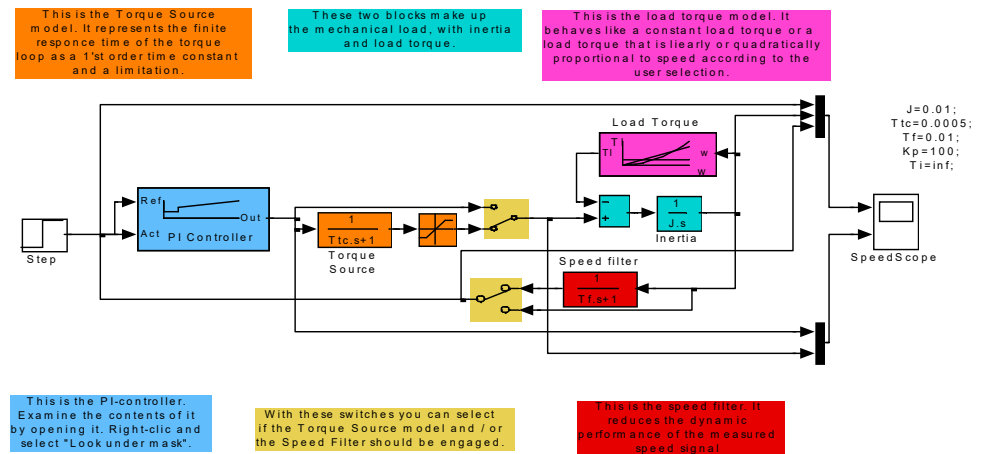 This is the Torque Source
model. It represents the finite
responce time of the torque
loop as a 1'st order time constant
and a limitation.
These two blocks make up
the mechanical load, with inertia
and load torque.
This is the load torque model. It
behaves like a constant load torque or a
load torque that is liearly or quadratically
proportional to speed according to the
user selection.
J=0.01;
Ttc=0.0005;
Tf=0.01;
Kp=100;
Ti=inf;
Load Torque
Tl
Tl
w
w
Ref
Act
Out
PI Controller
Step
1
Ttc.s+1
Torque
Source
−
+
1
J.s
Inertia
SpeedScope
Speed filter
1
Tf.s+1
This is the PI-controller.
Examine the contents of it
by opening it. Right-clic and
select "Look under mask".
With these switches you can select
if the Torque Source model and / or
the Speed Filter should be engaged.
This is the speed filter. It
reduces the dynamic
performance of the measured
speed signal